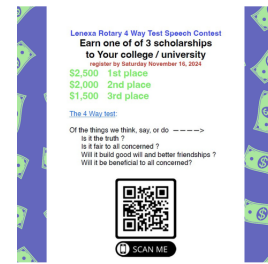 Lenexa Rotary 4 Way Test Speech Contest
Earn one of of 3 scholarships
to Your college / university
register by Saturday November 16, 2024
$2,500 1st place
$2,000 2nd place
$1,500 3rd place
The 4 Way test:
Of the things we think, say, or do ————>
Is it the truth ?
Is it fair to all concerned ?
Will it build good will and better friendships ?
Will it be beneficial to all concerned?
SCAN ME